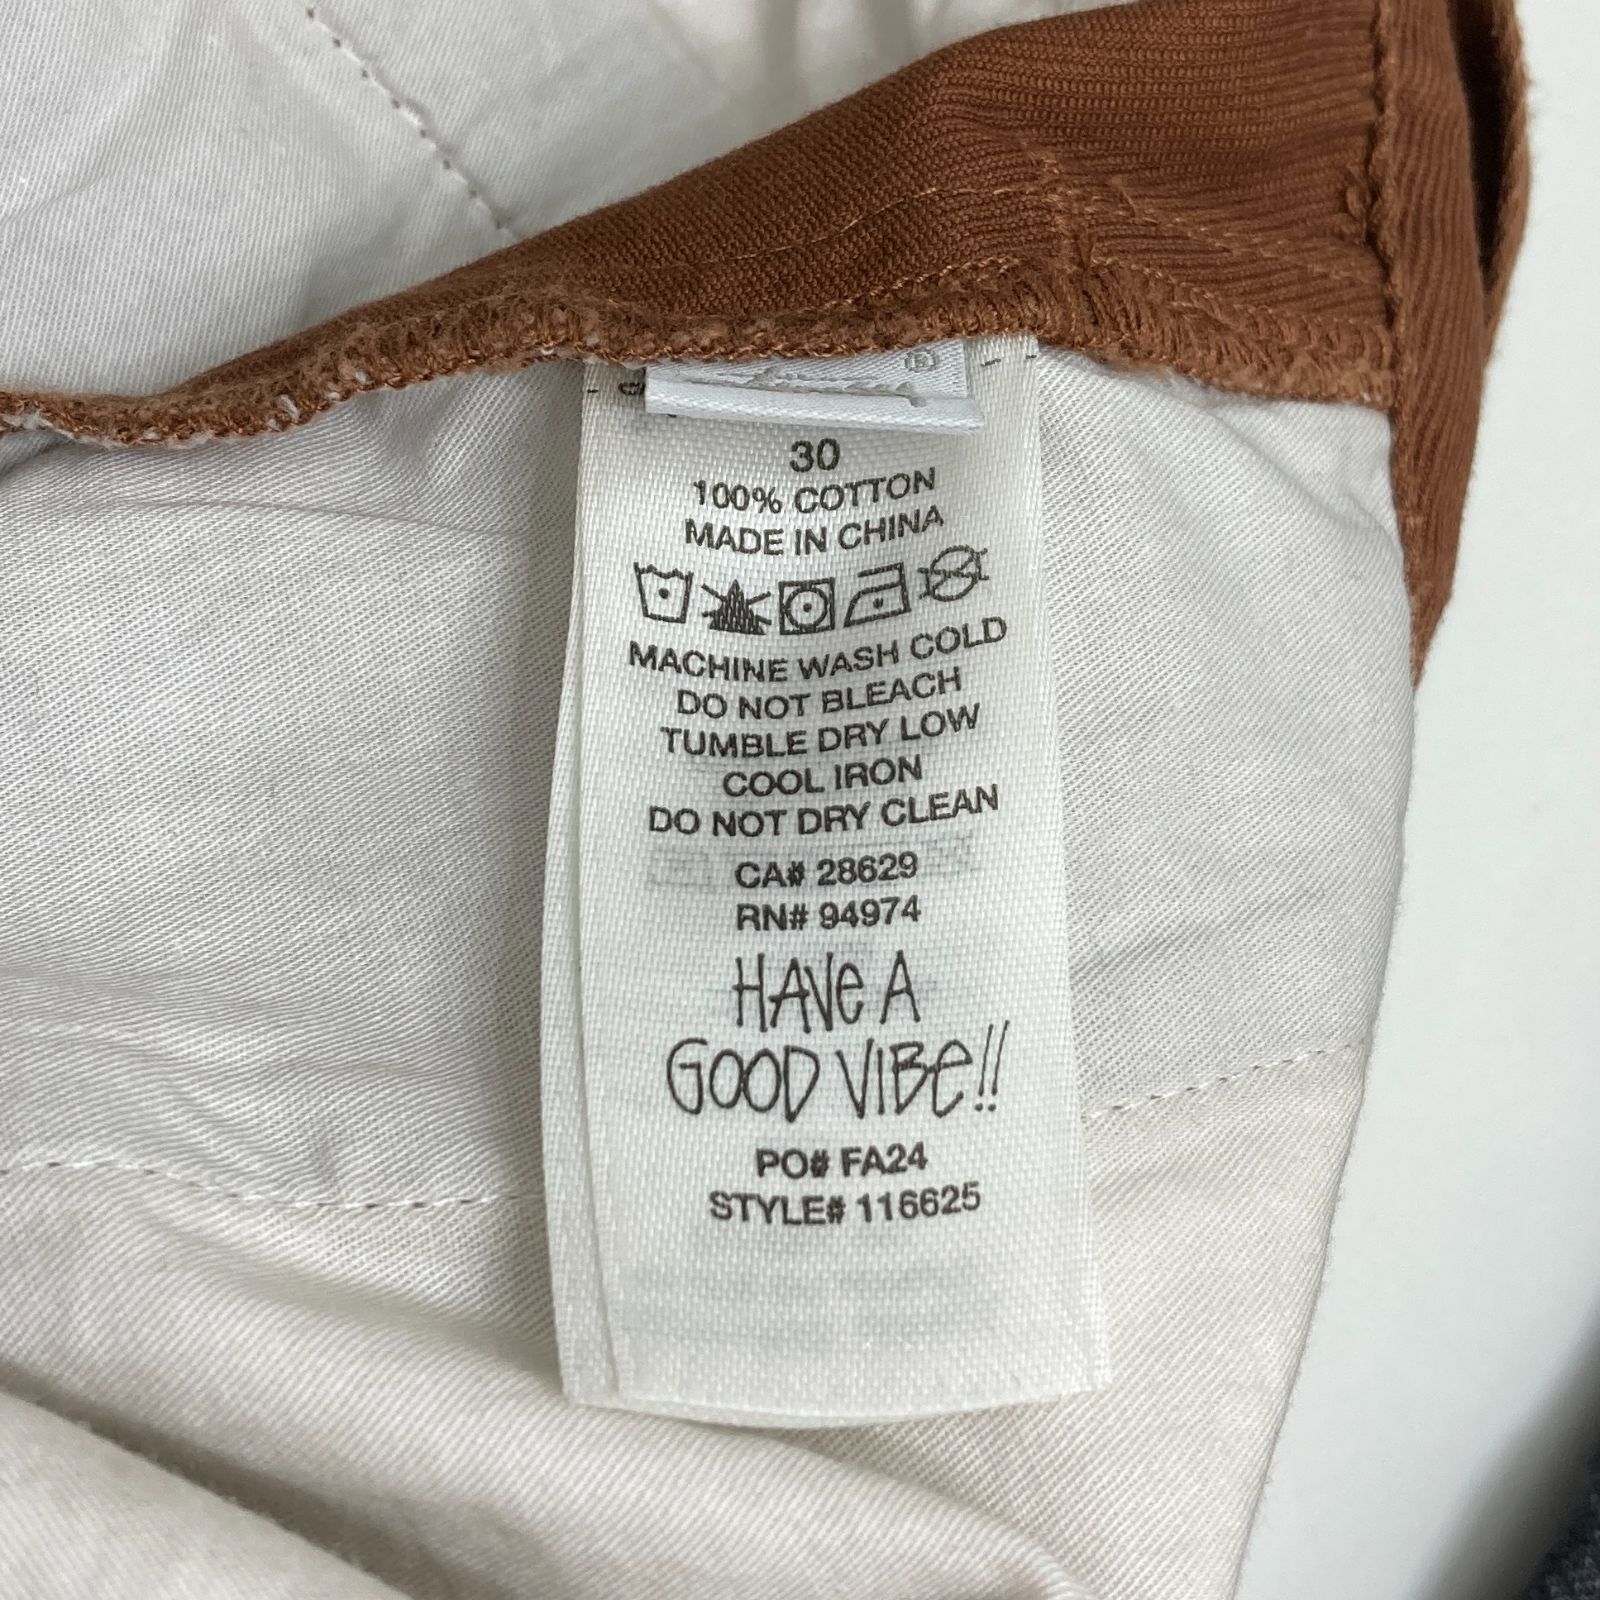 ®
30
100% COTTON
MADE IN CHINA
MACHINE WASH COLD
DO NOT BLEACH
TUMBLE DRY LOW
COOL IRON
DO NOT DRY CLEAN
CA# 28629
RN# 94974
HAVe A
GOOD VIBe!!
PO# FA24
STYLE# 116625